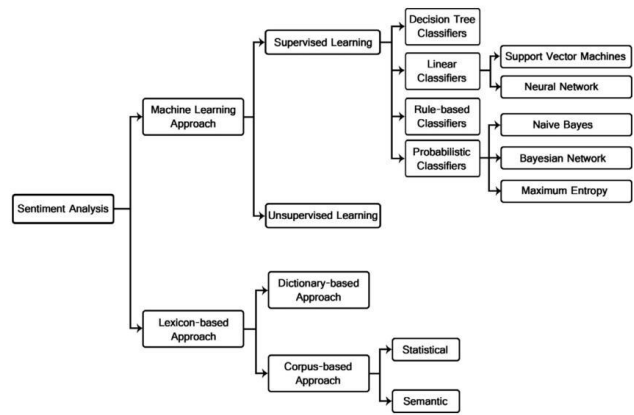 Decision Tree
Classifiers
Supervised Learning
Linear
Classifiers
Support Vector Machines
Neural Network
Machine Learning
Approach
Rule-based
Classifiers
Naive Bayes
Probabilistic
Classifiers
Bayesian Network
Maximum Entropy
Sentiment Analysis
Unsupervised Learning
Dictionary-based
Approach
Lexicon-based
Approach
Statistical
Corpus-based
Approach
Semantic